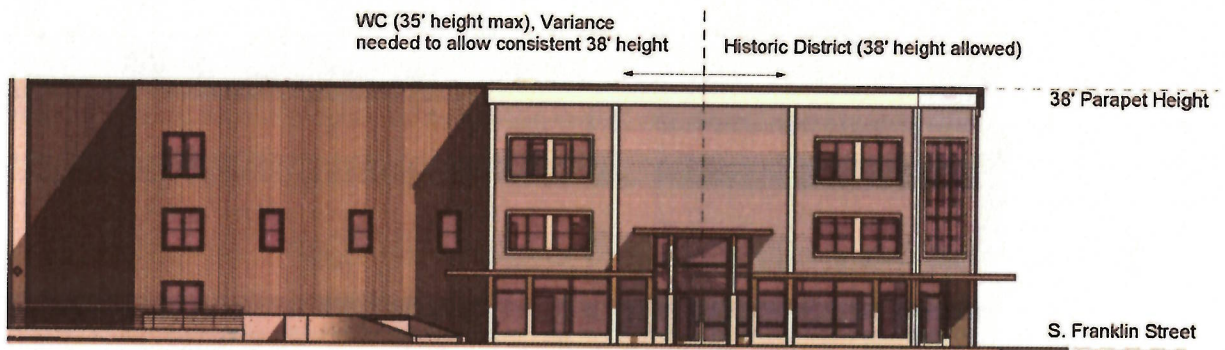 WC (35' height max), Variance
needed to allow consistent 38' height
Historic District (38' height allowed)
38' Parapet Height
S. Franklin Street